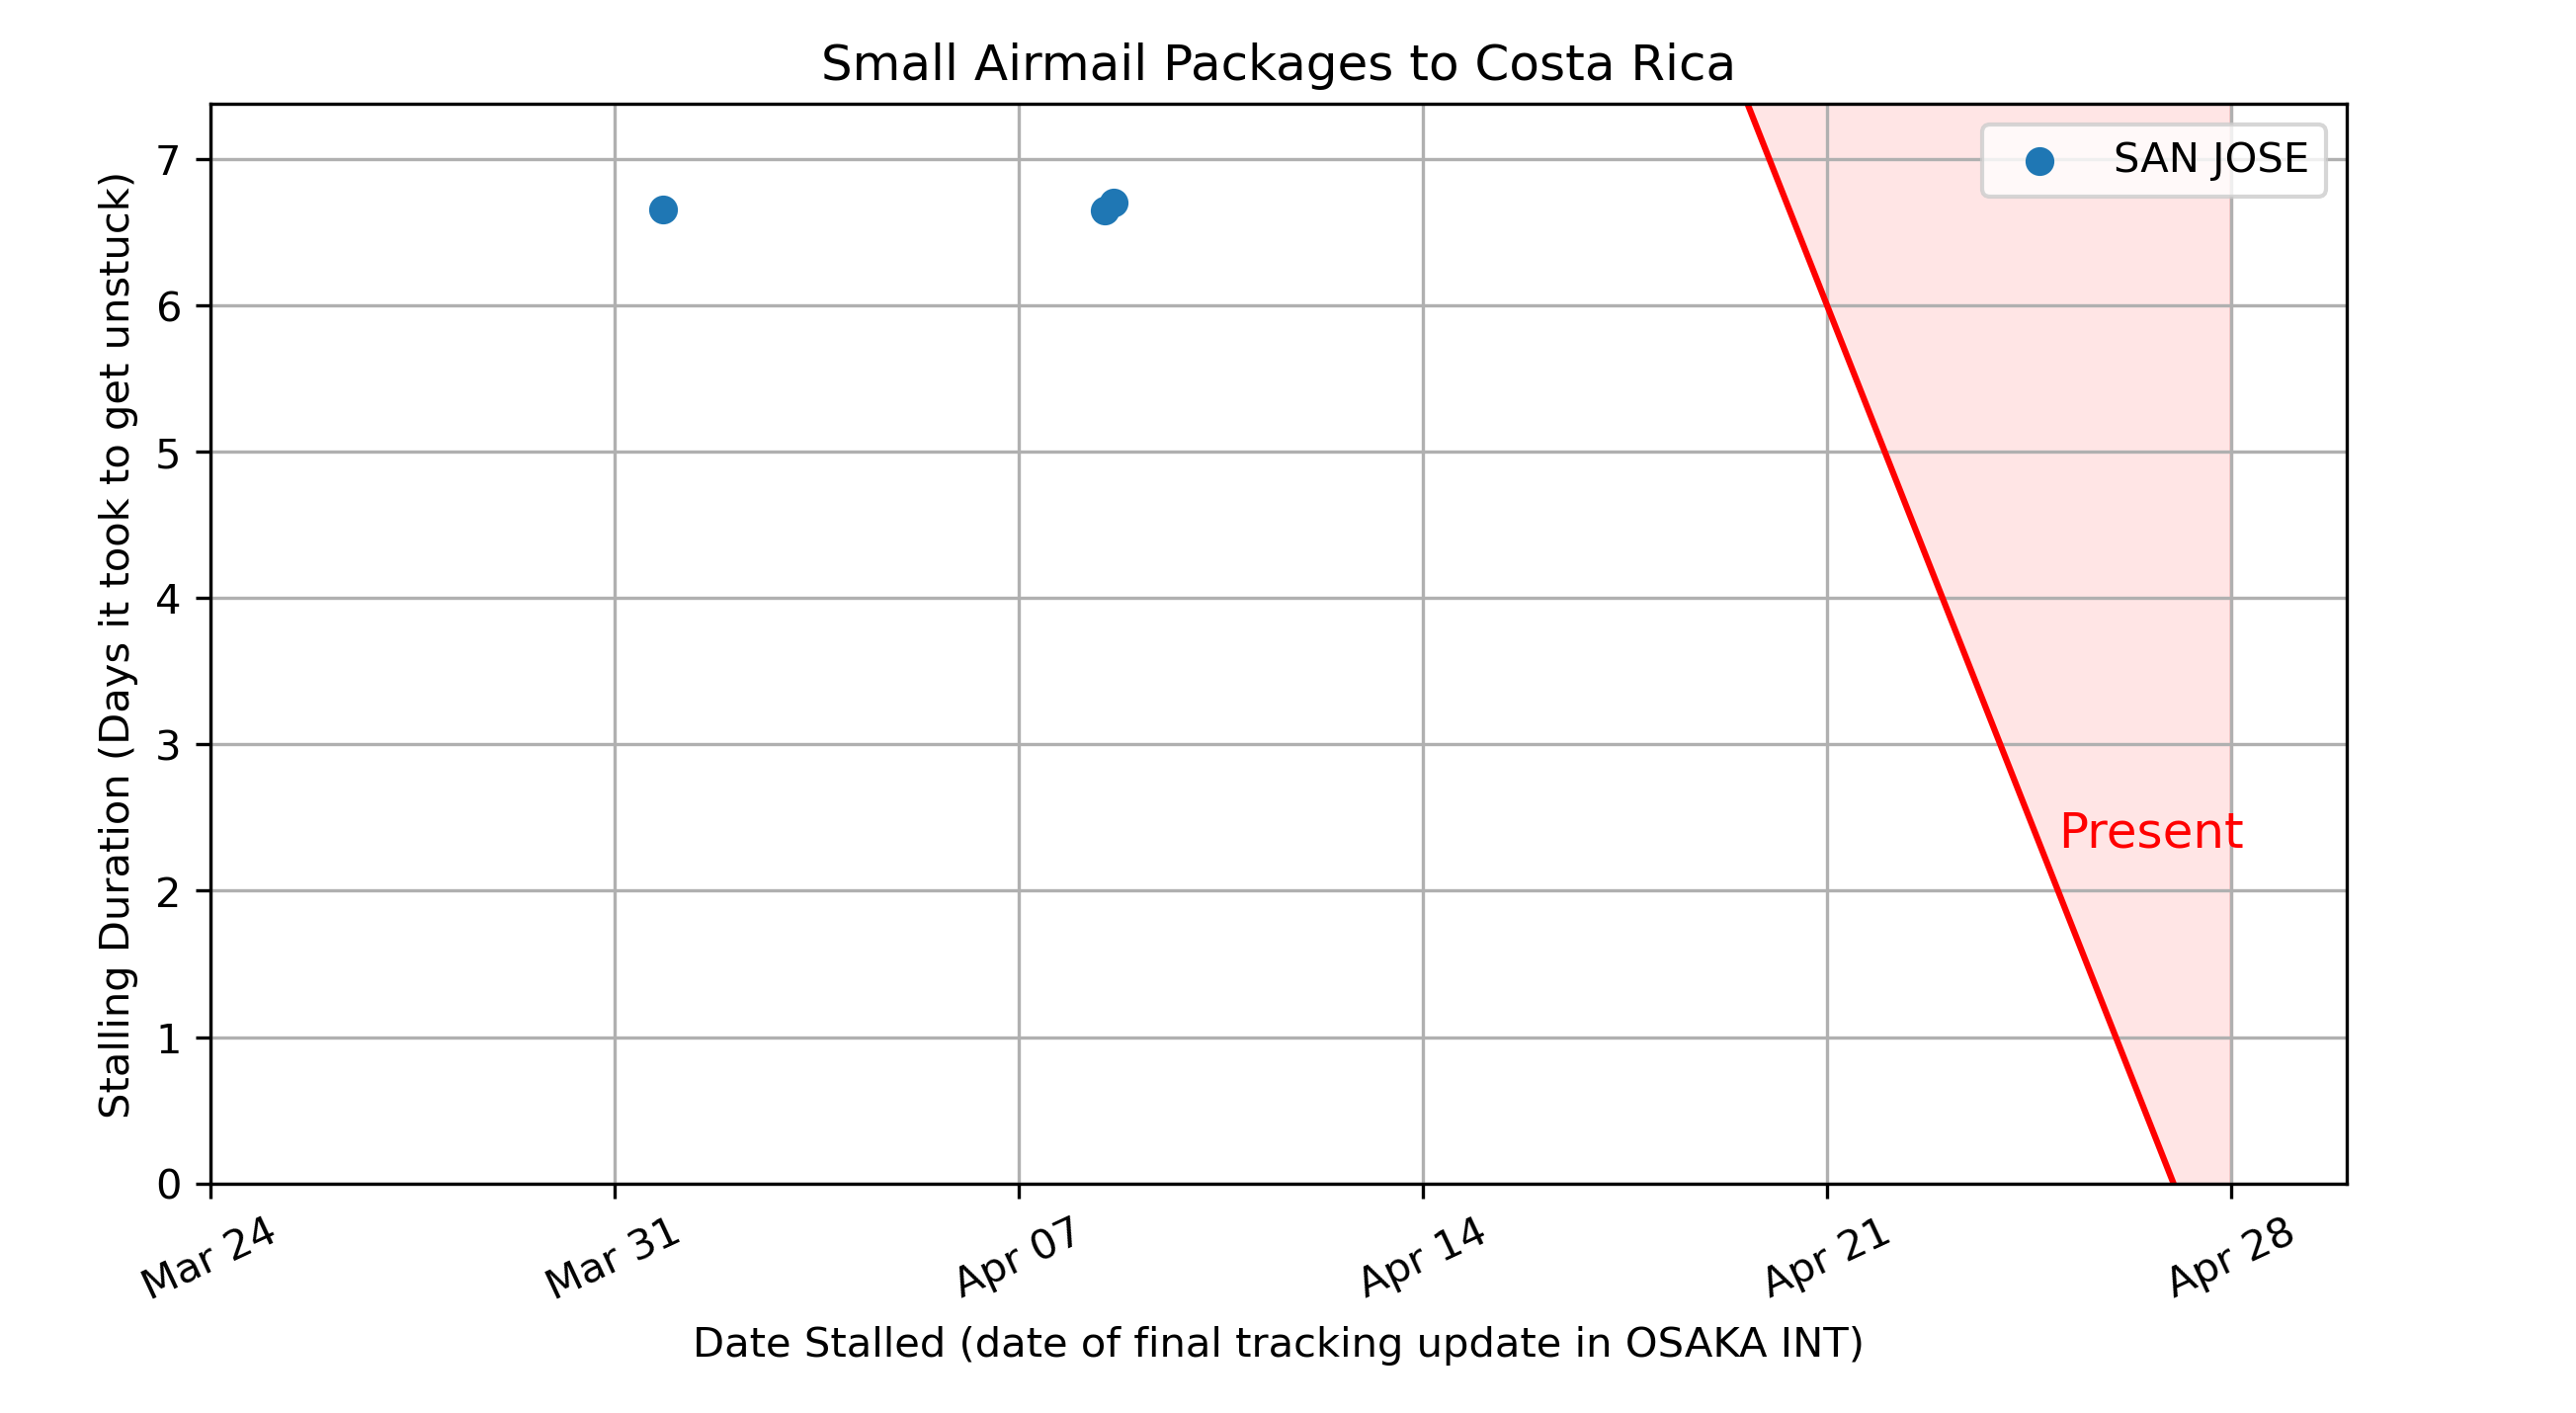 Small Airmail Packages to Costa Rica
SAN JOSE
Stalling Duration (Days it took to get unstuck)
7
6
5
4
3
2
1
0
Present
Mar 24
Mar 31
Apr 07
Apr 14
Apr 21
Apr 28
Date Stalled (date of final tracking update in OSAKA INT)